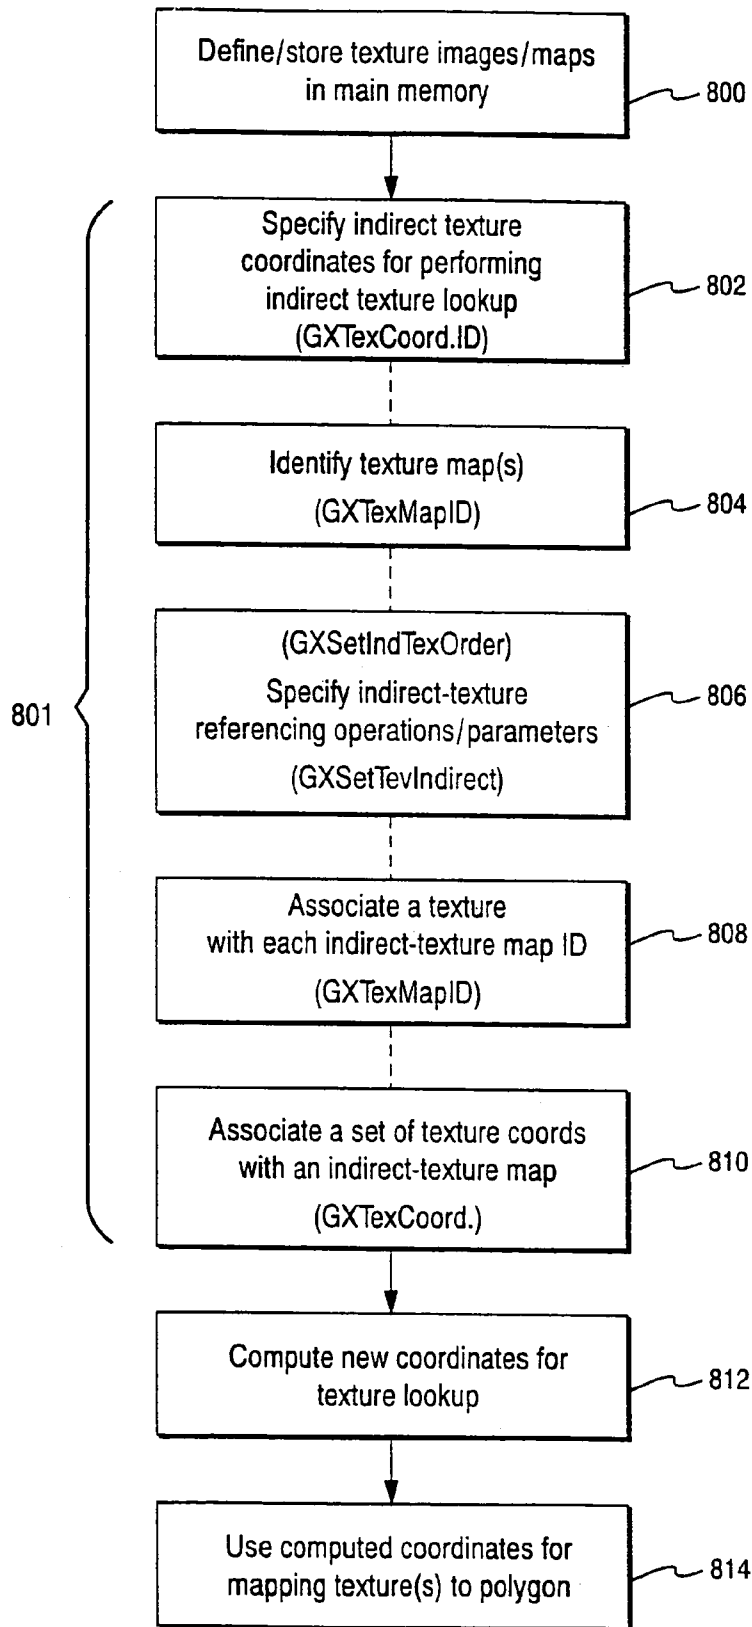 Define/store texture images/maps
in main memory
800
Specify indirect texture
coordinates for performing
indirect texture lookup
(GXTexCoord.ID)
802
Identify texture map(s)
(GXTexMapID)
804
801
(GXSetIndTexOrder)
Specify indirect-texture
referencing operations/parameters
(GXSetTevIndirect)
806
Associate a texture
with each indirect-texture map ID
(GXTexMapID)
808
Associate a set of texture coords
with an indirect-texture map
(GXTexCoord.)
810
Compute new coordinates for
texture lookup
812
Use computed coordinates for
mapping texture(s) to polygon
814